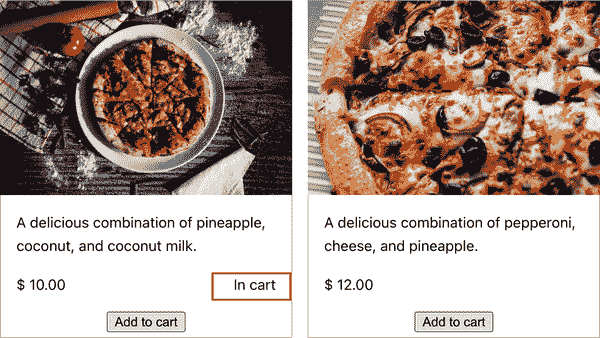 A delicious combination of pineapple,
coconut, and coconut milk.
$ 10.00
In cart
Add to cart
A delicious combination of pepperoni,
cheese, and pineapple.
$ 12.00
Add to cart